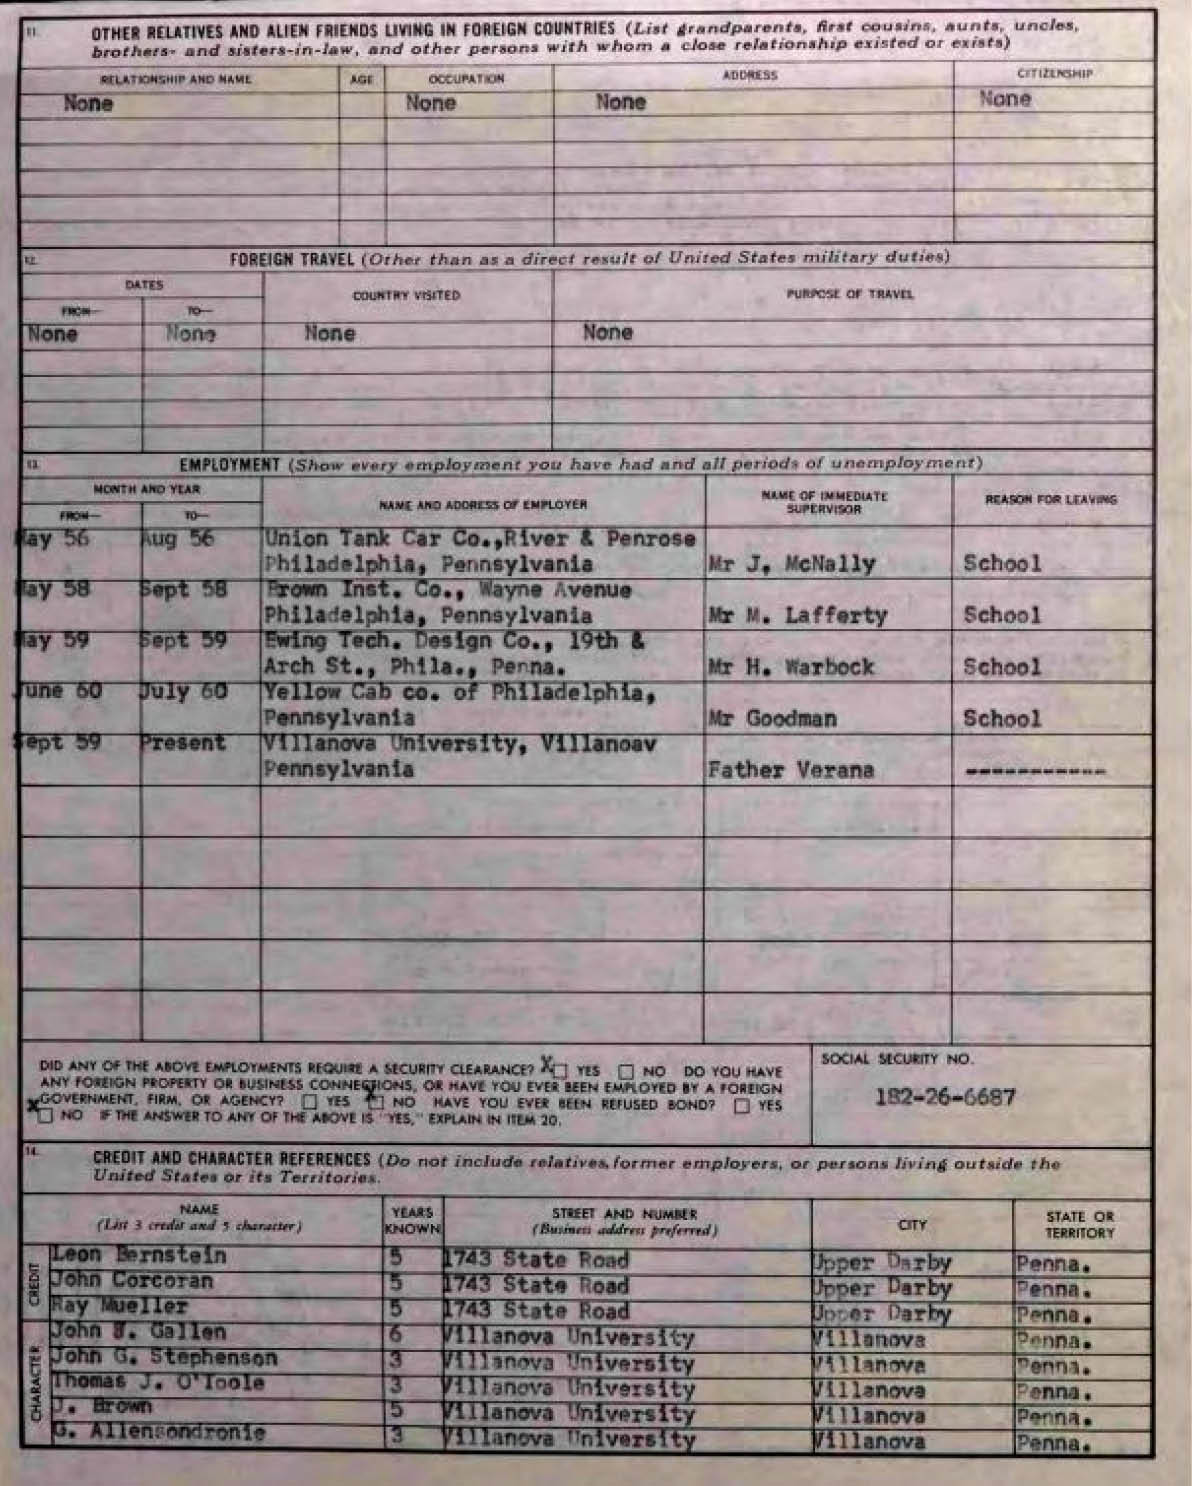 11. OTHER RELATIVES AND ALIEN FRIENDS LIVING IN FOREIGN COUNTRIES (List grandparents, first cousins, aunts, uncles,
brothers- and sisters-in-law, and other persons with whom a close relationship existed or exists)
RELATIONSHIP AND NAME AGE OCCUPATION ADDRESS CITIZENSHIP
None None None None
12. FOREIGN TRAVEL (Other than as a direct result of United States military duties)
DATES COUNTRY VISITED PURPOSE OF TRAVEL
FROM— TO—
None None None None
13. EMPLOYMENT (Show every employment you have had and all periods of unemployment)
MONTH AND YEAR NAME AND ADDRESS OF EMPLOYER NAME OF IMMEDIATE SUPERVISOR REASON FOR LEAVING
FROM— TO—
May 56 Aug 56 Union Tank Car Co.,River & Penrose
Philadelphia, Pennsylvania Mr J. McNally School
May 58 Sept 58 Brown Inst. Co., Wayne Avenue
Philadelphia, Pennsylvania Mr M. Lafferty School
May 59 Sept 59 Ewing Tech. Design Co., 19th &
Arch St., Phila., Penna. Mr H. Warbock School
June 60 July 60 Yellow Cab co. of Philadelphia,
Pennsylvania Mr Goodman School
Sept 59 Present Villanova University, Villanoav
Pennsylvania Father Verana -----------
DID ANY OF THE ABOVE EMPLOYMENTS REQUIRE A SECURITY CLEARANCE? X☐ YES ☐ NO DO YOU HAVE
ANY FOREIGN PROPERTY OR BUSINESS CONNECTIONS, OR HAVE YOU EVER BEEN EMPLOYED BY A FOREIGN
GOVERNMENT, FIRM, OR AGENCY? ☐ YES X☐ NO HAVE YOU EVER BEEN REFUSED BOND? ☐ YES
X☐ NO IF THE ANSWER TO ANY OF THE ABOVE IS "YES," EXPLAIN IN ITEM 20.
SOCIAL SECURITY NO.
182-26-6687
14. CREDIT AND CHARACTER REFERENCES (Do not include relatives, former employers, or persons living outside the
United States or its Territories.
NAME YEARS KNOWN STREET AND NUMBER CITY STATE OR TERRITORY
(List 3 credit and 5 character) (Business address preferred)
CREDIT
Leon Bernstein 5 1743 State Road Upper Darby Penna.
John Corcoran 5 1743 State Road Upper Darby Penna.
Ray Mueller 5 1743 State Road Upper Darby Penna.
CHARACTER
John Gallen 6 Villanova University Villanova Penna.
John G. Stephenson 3 Villanova University Villanova Penna.
Thomas J. O'Toole 3 Villanova University Villanova Penna.
J. Brown 5 Villanova University Villanova Penna.
G. Allensondronie 3 Villanova University Villanova Penna.